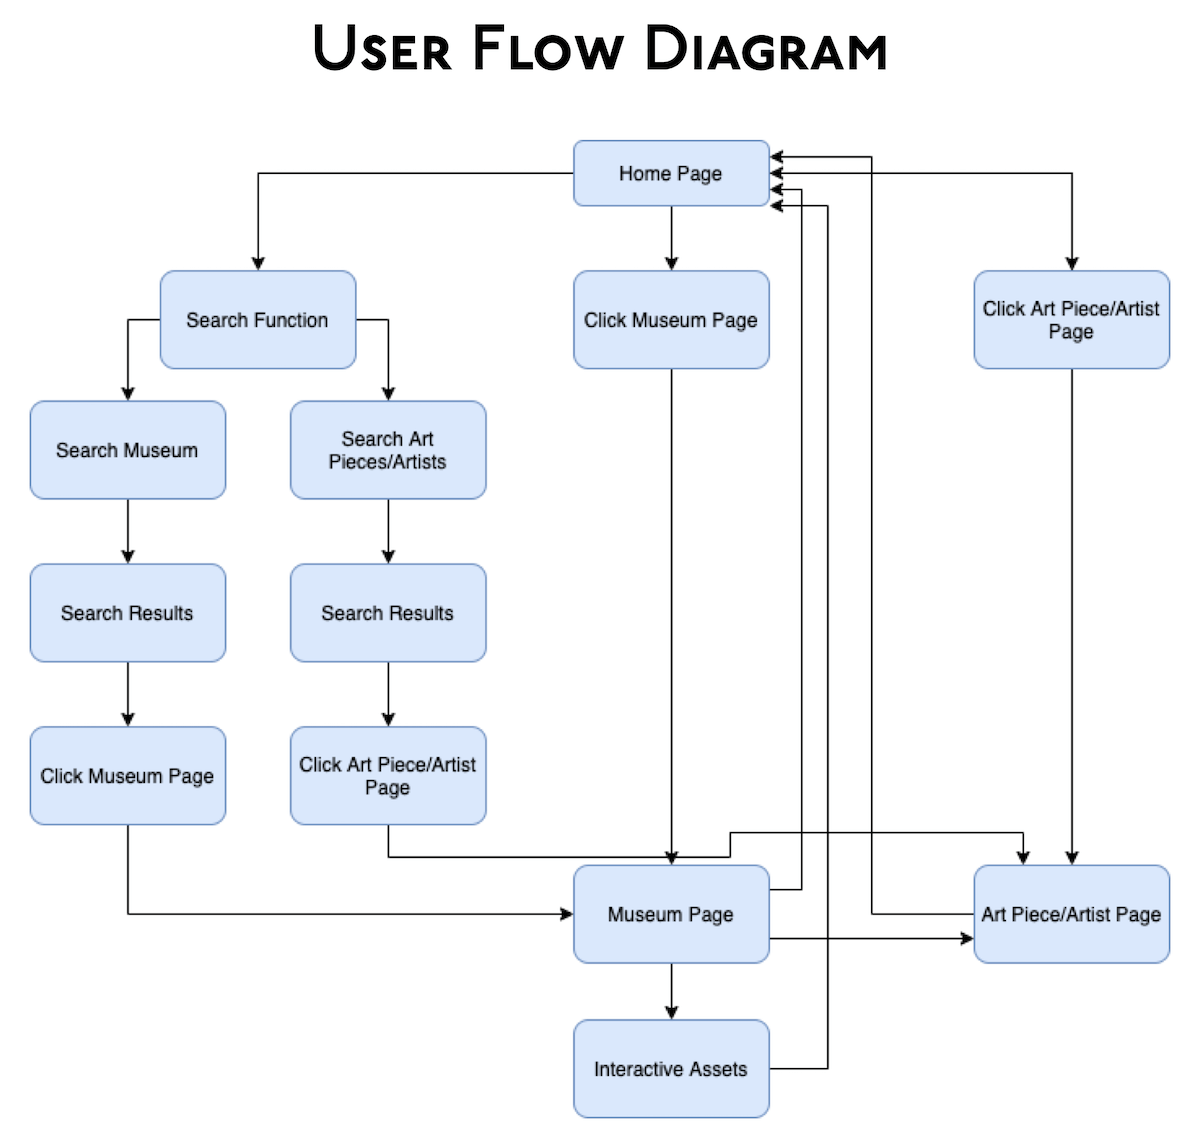 User Flow Diagram
Home Page
Search Function
Click Museum Page
Click Art Piece/Artist
Page
Search Museum
Search Art
Pieces/Artists
Search Results
Search Results
Click Museum Page
Click Art Piece/Artist
Page
Museum Page
Art Piece/Artist Page
Interactive Assets